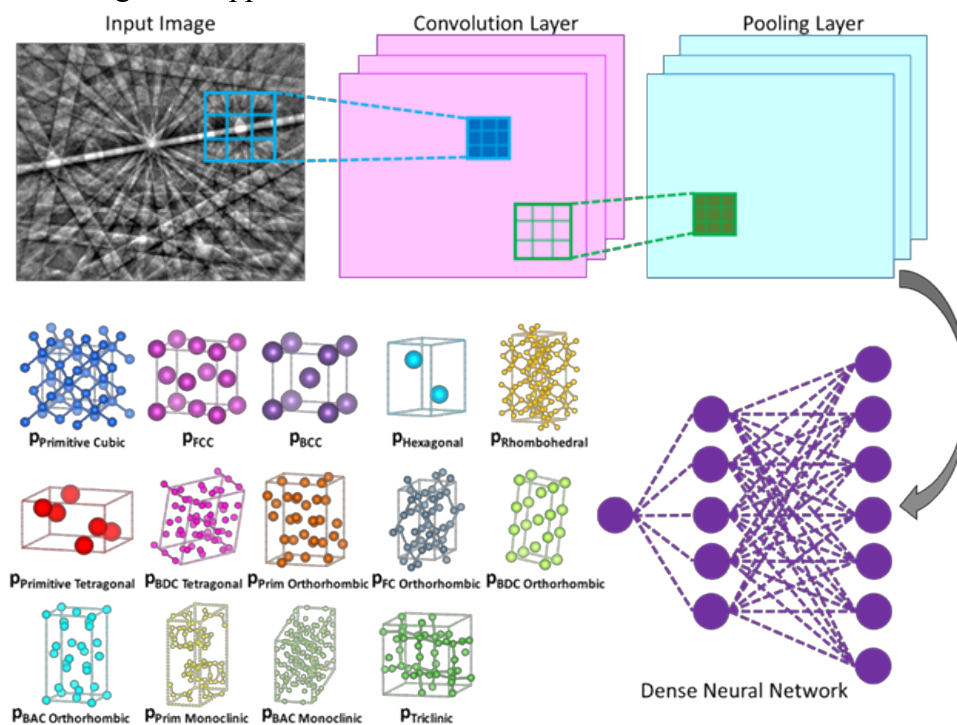 Input Image
Convolution Layer
Pooling Layer
pPrimitive Cubic
pFCC
pBCC
pHexagonal
pRhombohedral
pPrimitive Tetragonal
pBDC Tetragonal
pPrim Orthorhombic
pFC Orthorhombic
pBDC Orthorhombic
pBAC Orthorhombic
pPrim Monoclinic
pBAC Monoclinic
pTriclinic
Dense Neural Network